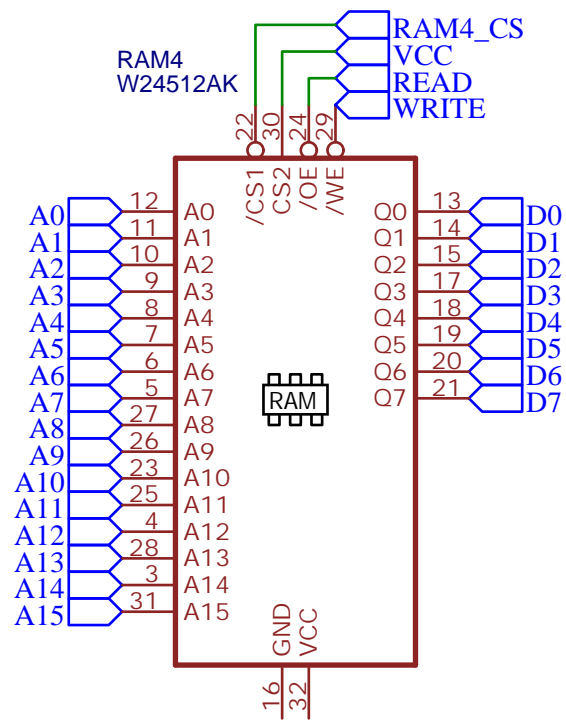 RAM4_CS
VCC
READ
WRITE
RAM4
W24512AK
22 30 24 29
/CS1 CS2 /OE /WE
A0 12 A0 Q0 13 D0
A1 11 A1 Q1 14 D1
A2 10 A2 Q2 15 D2
A3 9 A3 Q3 17 D3
A4 8 A4 Q4 18 D4
A5 7 A5 Q5 19 D5
A6 6 A6 Q6 20 D6
A7 5 A7 Q7 21 D7
A8 27 A8
RAM
A9 26 A9
A10 23 A10
A11 25 A11
A12 4 A12
A13 28 A13
A14 3 A14
A15 31 A15
GND VCC
16 32